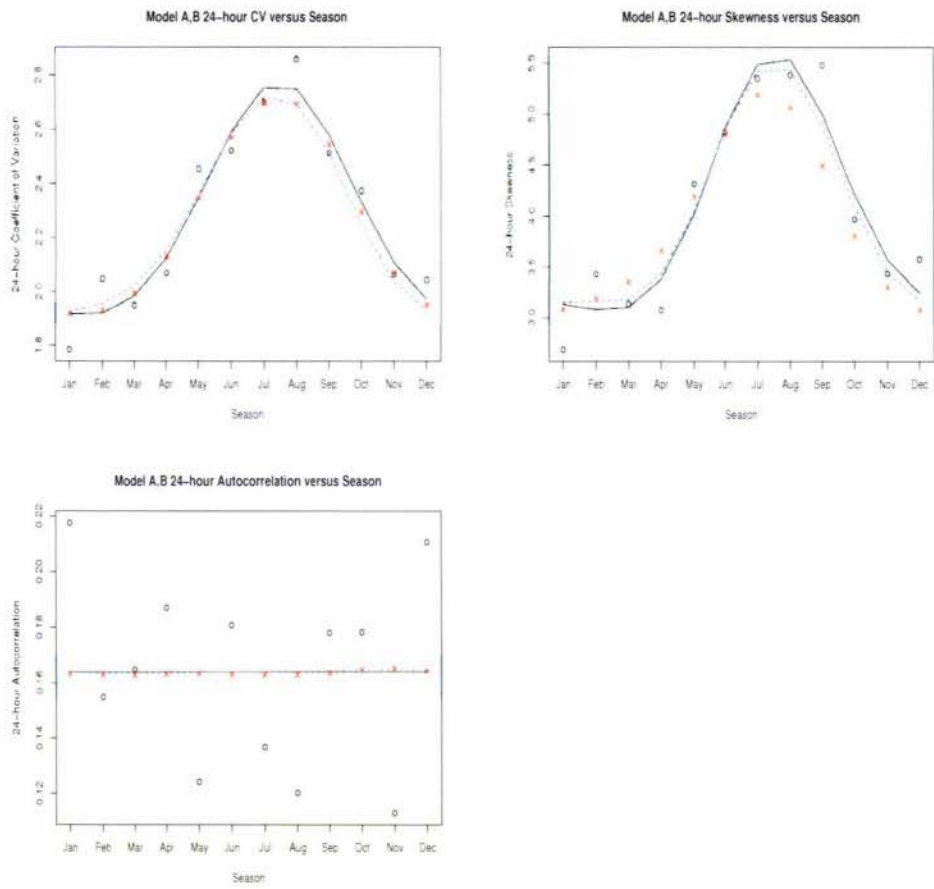 Model A,B 24-hour CV versus Season
24-hour Coefficient of Variation
2.8
2.6
2.4
2.2
2.0
1.8
Jan Feb Mar Apr May Jun Jul Aug Sep Oct Nov Dec
Season
Model A,B 24-hour Skewness versus Season
24-hour Skewness
5.5
5.0
4.5
4.0
3.5
3.0
Jan Feb Mar Apr May Jun Jul Aug Sep Oct Nov Dec
Season
Model A,B 24-hour Autocorrelation versus Season
24-hour Autocorrelation
0.22
0.20
0.18
0.16
0.14
0.12
Jan Feb Mar Apr May Jun Jul Aug Sep Oct Nov Dec
Season